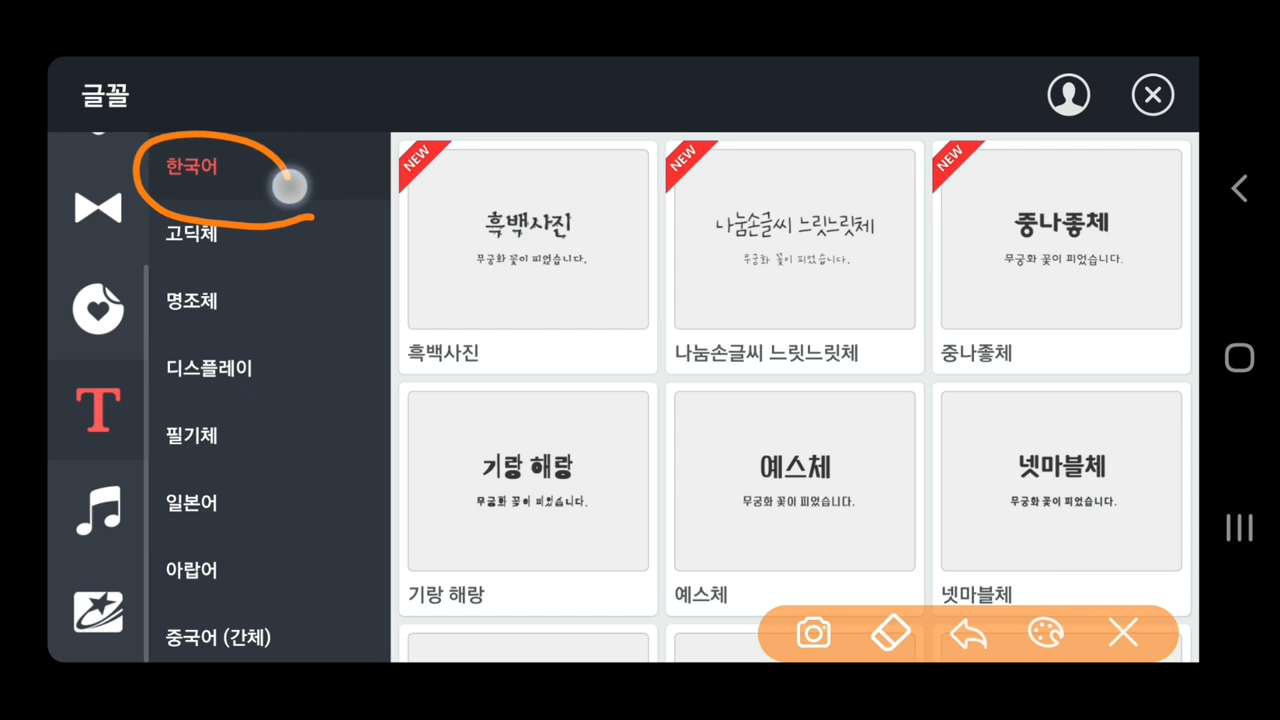 글꼴
한국어
고딕체
명조체
디스플레이
필기체
일본어
아랍어
중국어 (간체)
NEW
흑백사진
무궁화 꽃이 피었습니다.
흑백사진
NEW
나눔손글씨 느릿느릿체
무궁화 꽃이 피었습니다.
나눔손글씨 느릿느릿체
NEW
중나좋체
무궁화 꽃이 피었습니다.
중나좋체
기랑 해랑
무궁화 꽃이 피었습니다.
기랑 해랑
예스체
무궁화 꽃이 피었습니다.
예스체
넷마블체
무궁화 꽃이 피었습니다.
넷마블체